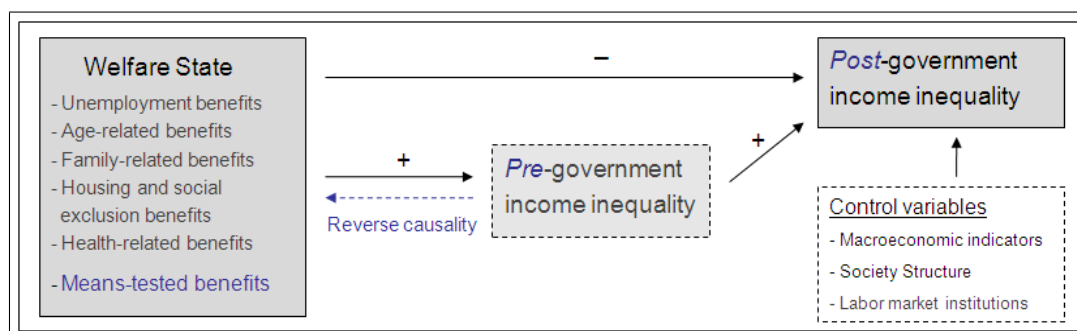 Welfare State
- Unemployment benefits
- Age-related benefits
- Family-related benefits
- Housing and social
exclusion benefits
- Health-related benefits
- Means-tested benefits
–
+
Reverse causality
Pre-government
income inequality
+
Post-government
income inequality
Control variables
- Macroeconomic indicators
- Society Structure
- Labor market institutions